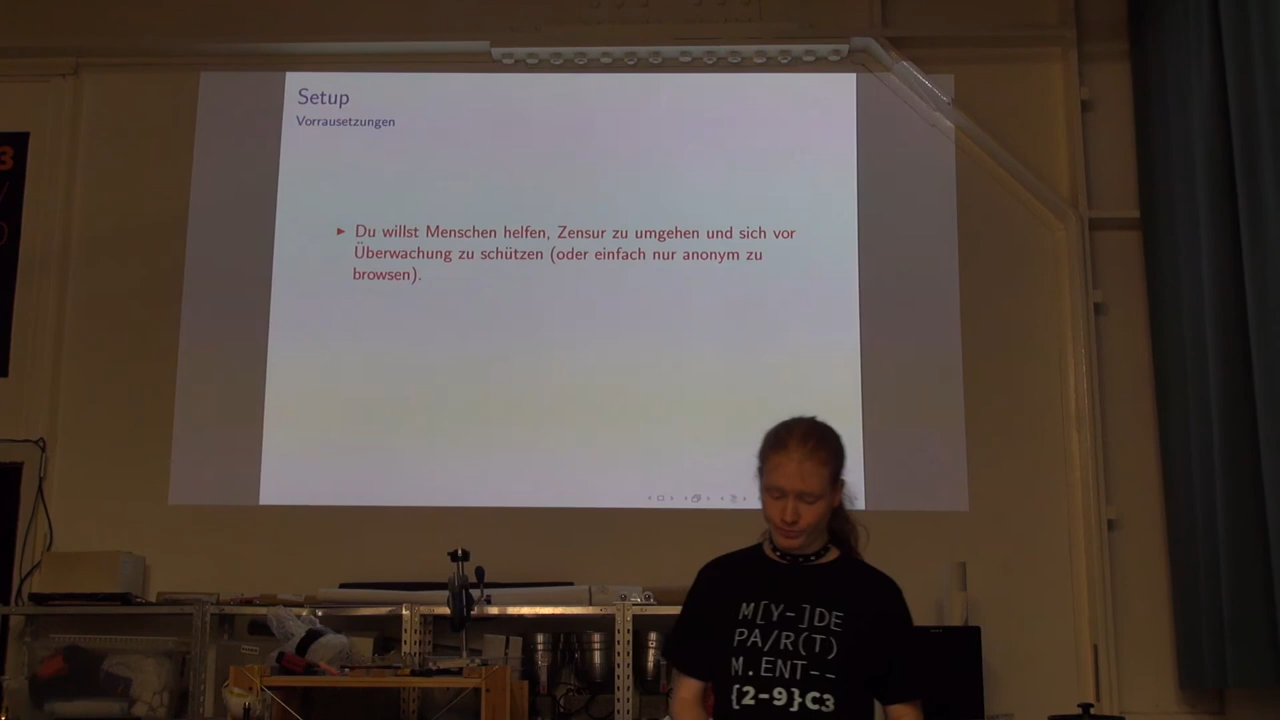 3
Setup
Vorrausetzungen
Du willst Menschen helfen, Zensur zu umgehen und sich vor
Überwachung zu schützen (oder einfach nur anonym zu
browsen).
M[Y-]DE
PA/R(T)
M.ENT--
{2-9}C3